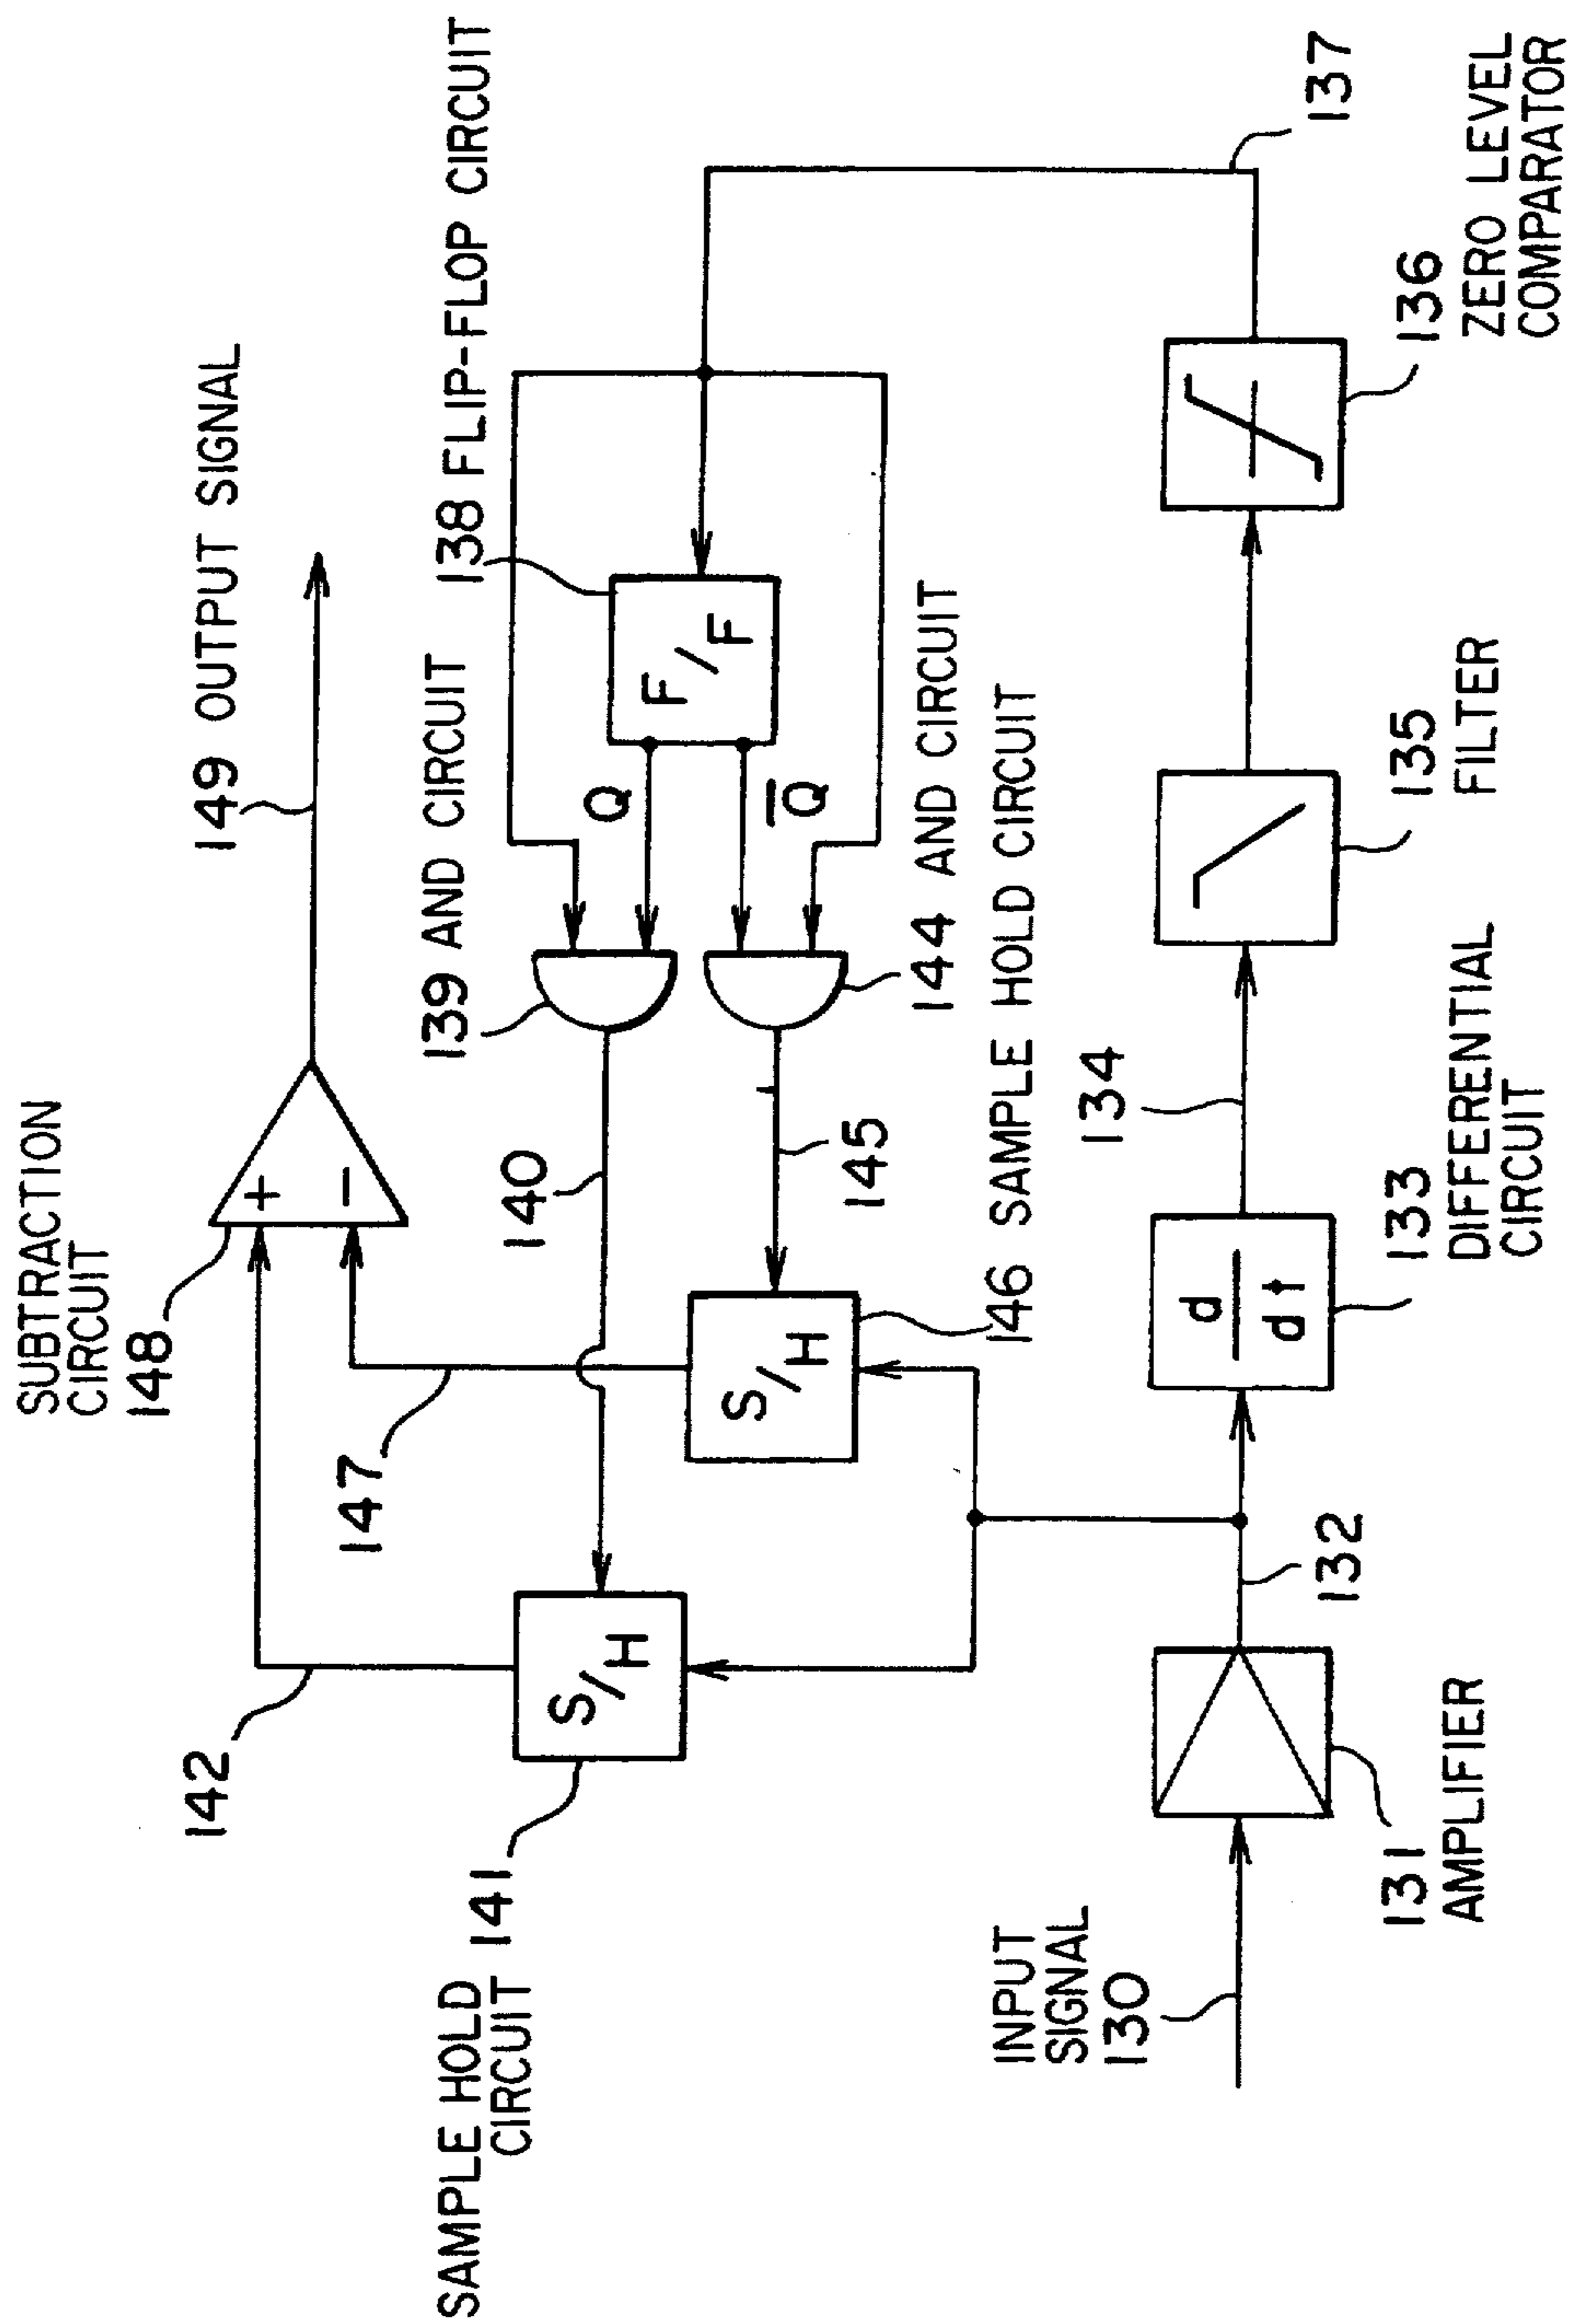 SUBTRACTION
CIRCUIT
148
149 OUTPUT SIGNAL
+
−
142
147
140
139 AND CIRCUIT
138 FLIP-FLOP CIRCUIT
Q
Q̅
F/F
S/H
SAMPLE HOLD
CIRCUIT 141
S/H
145
144 AND CIRCUIT
146 SAMPLE HOLD CIRCUIT
INPUT
SIGNAL
130
131
AMPLIFIER
132
d
dt
133
DIFFERENTIAL
CIRCUIT
134
135
FILTER
136
ZERO LEVEL
COMPARATOR
137